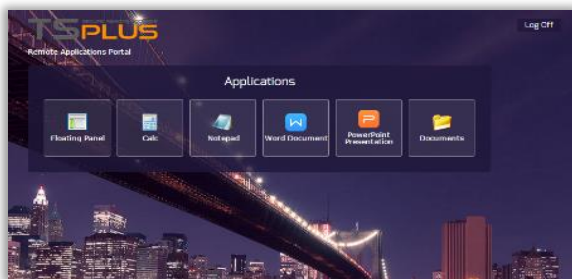 TSPLUS
Log Off
Remote Applications Portal
Applications
Floating Panel
Calc
Notepad
Word Document
PowerPoint
Presentation
Documents